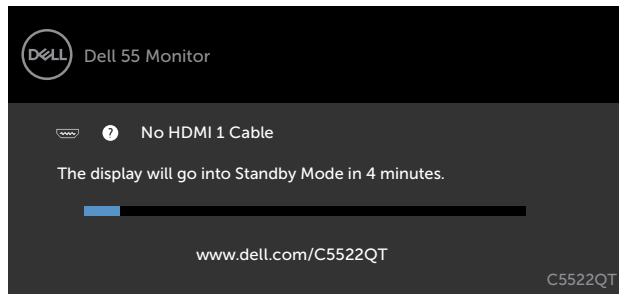 DELL Dell 55 Monitor
? No HDMI 1 Cable
The display will go into Standby Mode in 4 minutes.
www.dell.com/C5522QT
C5522QT